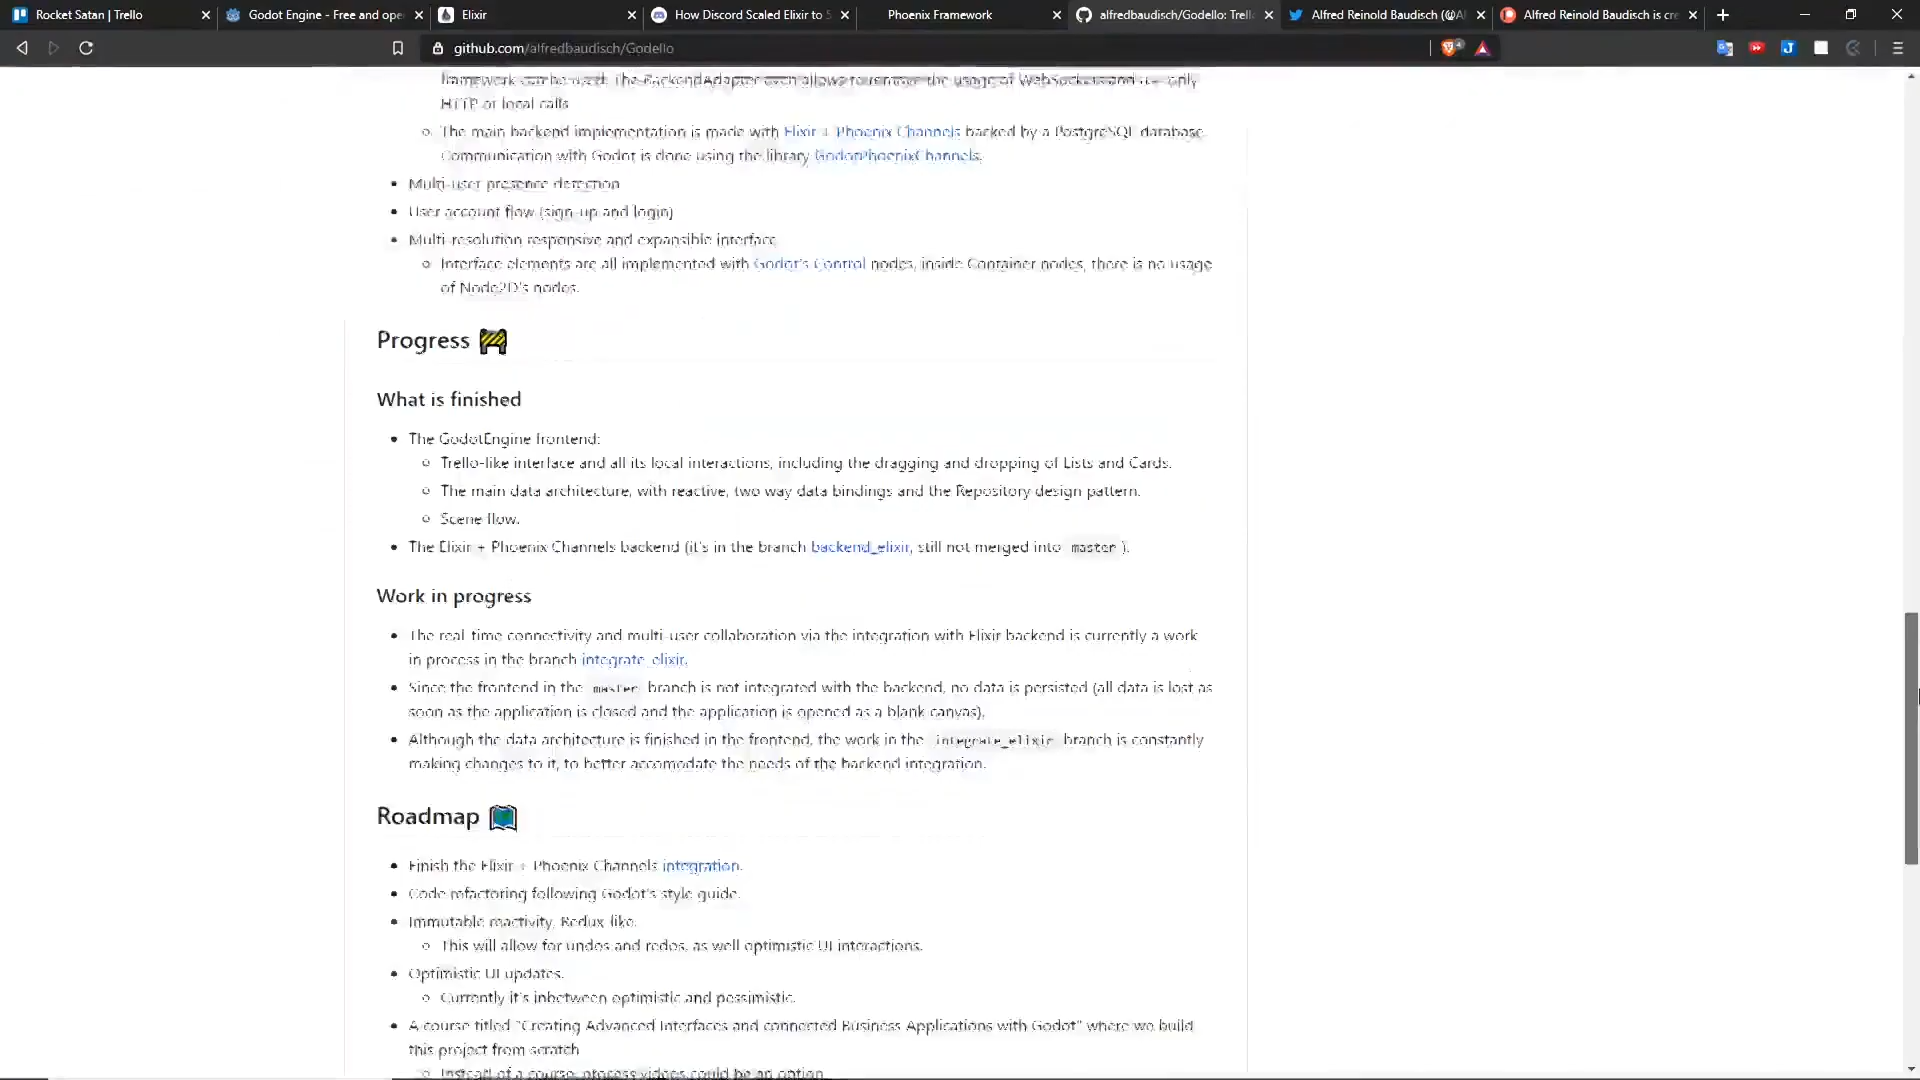 Rocket Satan | Trello
Godot Engine - Free and ope
Elixir
How Discord Scaled Elixir to 5
Phoenix Framework
alfredbaudisch/Godello: Trell
Alfred Reinold Baudisch (@Al
Alfred Reinold Baudisch is cre
github.com/alfredbaudisch/Godello
framework can be used. The BackendAdapter even allows to remove the usage of WebSockets and only
HTTP or local calls
The main backend implementation is made with Elixir + Phoenix Channels backed by a PostgreSQL database.
Communication with Godot is done using the library GodotPhoenixChannels.
Multi-user presence detection
User account flow (sign-up and login)
Multi-resolution responsive and expansible interface
Interface elements are all implemented with Godot's Control nodes, inside Container nodes, there is no usage
of Node2D's nodes.
Progress
What is finished
The GodotEngine frontend:
Trello-like interface and all its local interactions, including the dragging and dropping of Lists and Cards.
The main data architecture, with reactive, two way data bindings and the Repository design pattern.
Scene flow.
The Elixir + Phoenix Channels backend (it's in the branch backend_elixir, still not merged into master ).
Work in progress
The real-time connectivity and multi-user collaboration via the integration with Elixir backend is currently a work
in process in the branch integrate_elixir.
Since the frontend in the master branch is not integrated with the backend, no data is persisted (all data is lost as
soon as the application is closed and the application is opened as a blank canvas).
Although the data architecture is finished in the frontend, the work in the integrate_elixir branch is constantly
making changes to it, to better accomodate the needs of the backend integration.
Roadmap
Finish the Elixir + Phoenix Channels integration.
Code refactoring following Godot's style guide.
Immutable reactivity, Redux-like.
This will allow for undos and redos, as well optimistic UI interactions.
Optimistic UI updates.
Currently it's inbetween optimistic and pessimistic.
A course titled "Creating Advanced Interfaces and connected Business Applications with Godot" where we build
this project from scratch
Instead of a course, process videos could be an option